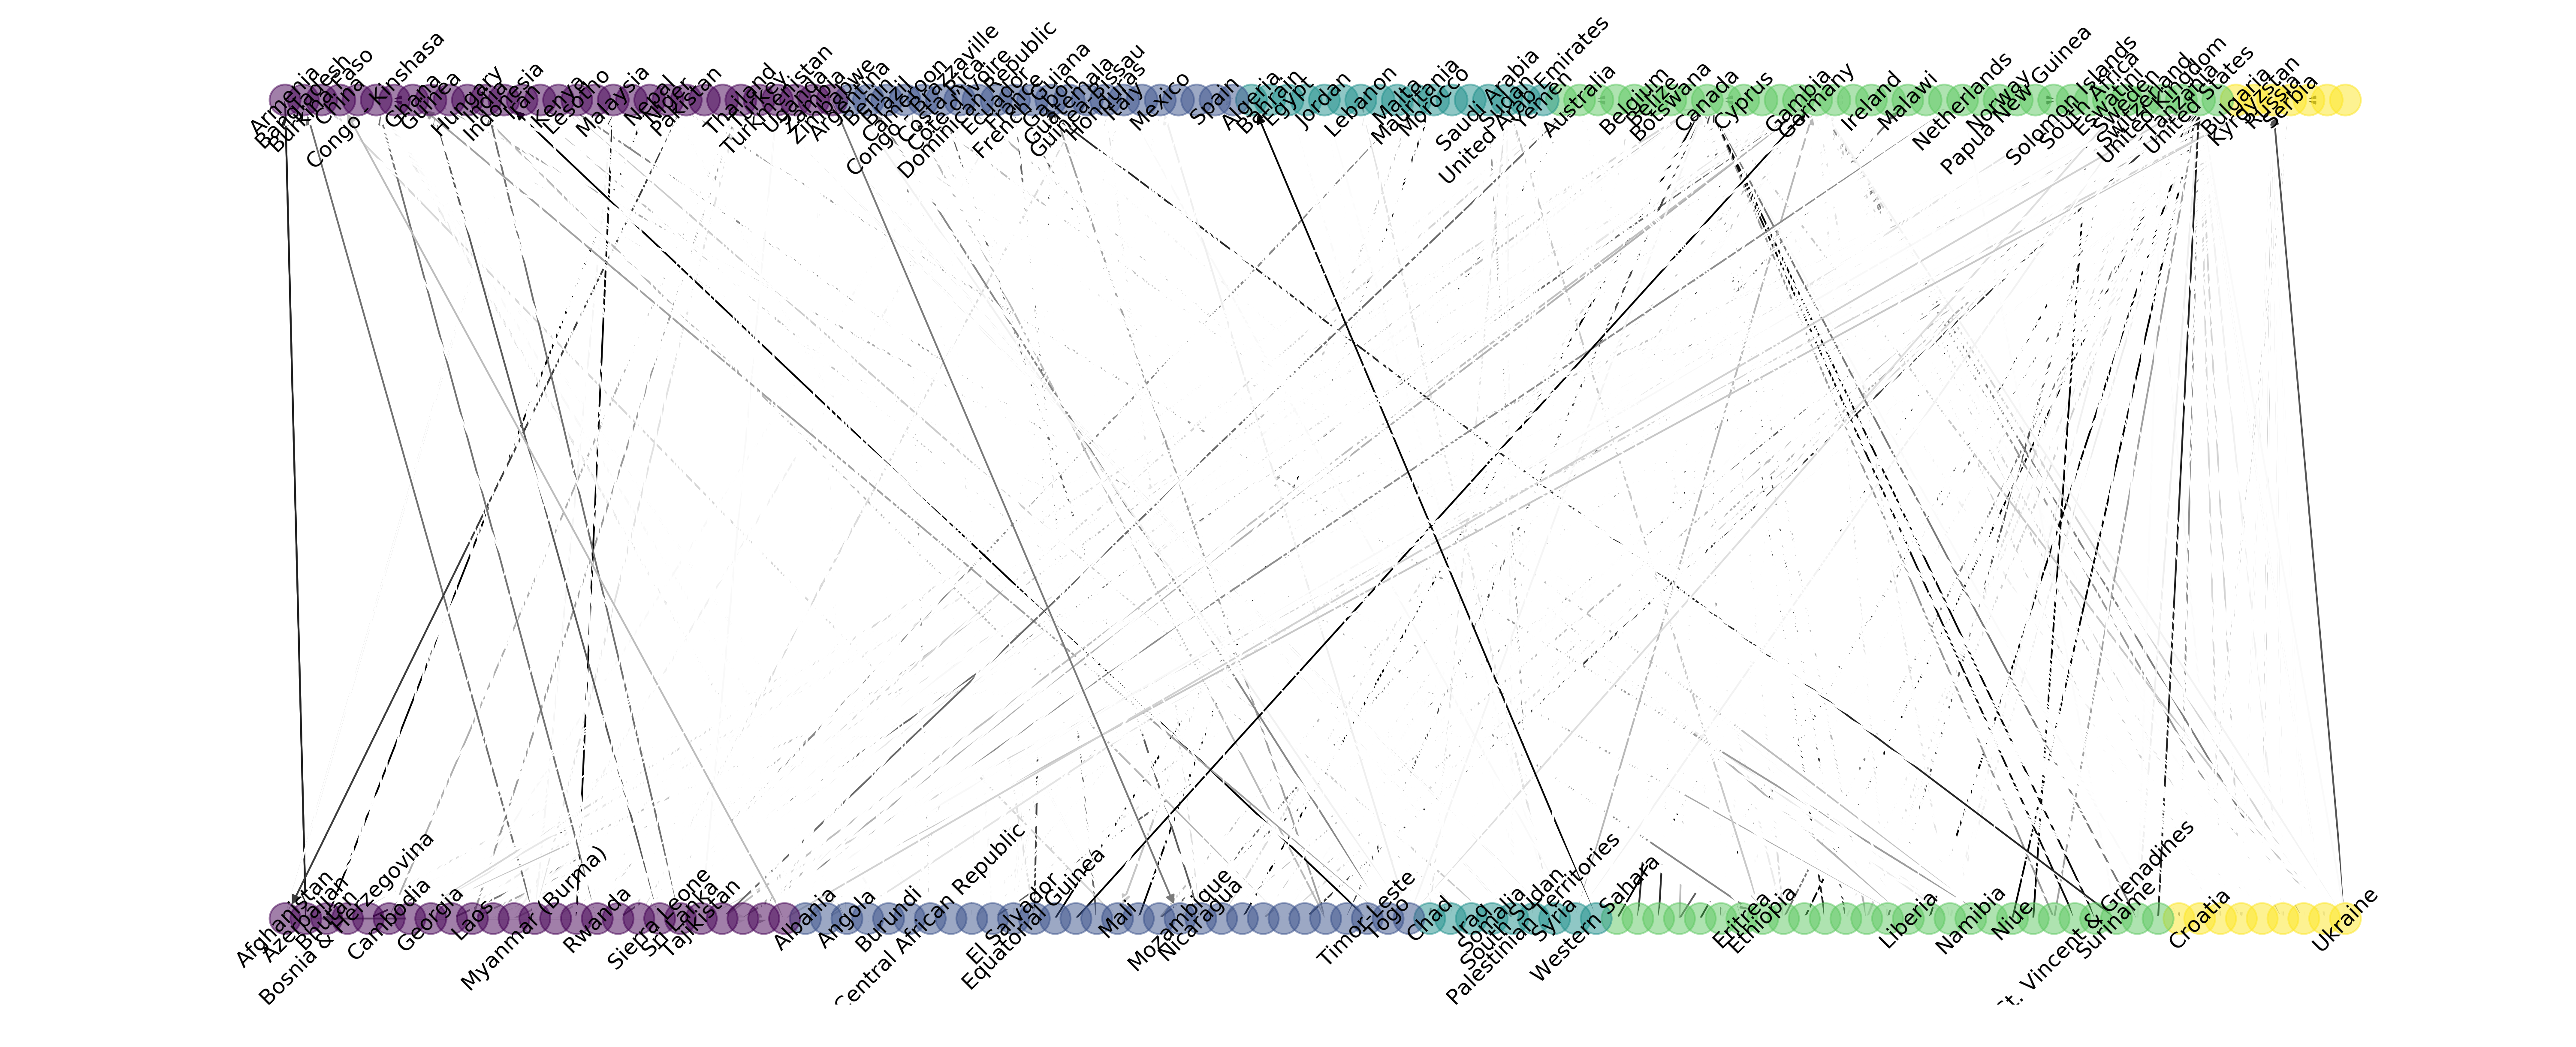 Armenia
Bangladesh
Burkina Faso
China
Congo Kinshasa
Ghana
Guinea
Hungary
India
Indonesia
Iran
Kenya
Lesotho
Malaysia
Nepal
Niger
Pakistan
Thailand
Turkey
Turkmenistan
Uganda
Zambia
Zimbabwe
Argentina
Benin
Brazil
Cameroon
Congo Brazzaville
Costa Rica
Cote d'Ivoire
Dominican Republic
Ecuador
French Guiana
Gabon
Guatemala
Guinea Bissau
Honduras
Italy
Mexico
Spain
Algeria
Bahrain
Egypt
Jordan
Lebanon
Malta
Mauritania
Morocco
Saudi Arabia
Sudan
United Arab Emirates
Yemen
Australia
Belgium
Belize
Botswana
Canada
Cyprus
Gambia
Germany
Ireland
Malawi
Netherlands
Norway
Papua New Guinea
Solomon Islands
South Africa
Eswatini
Sweden
Switzerland
United Kingdom
Tanzania
United States
Bulgaria
Kyrgyzstan
Russia
Serbia
Afghanistan
Azerbaijan
Bhutan
Bosnia & Herzegovina
Cambodia
Georgia
Laos
Myanmar (Burma)
Rwanda
Sierra Leone
Sri Lanka
Tajikistan
Albania
Angola
Burundi
Central African Republic
El Salvador
Equatorial Guinea
Mali
Mozambique
Nicaragua
Timor-Leste
Togo
Chad
Iraq
Somalia
South Sudan
Palestinian Territories
Syria
Western Sahara
Eritrea
Ethiopia
Liberia
Namibia
Niue
St. Vincent & Grenadines
Suriname
Croatia
Ukraine